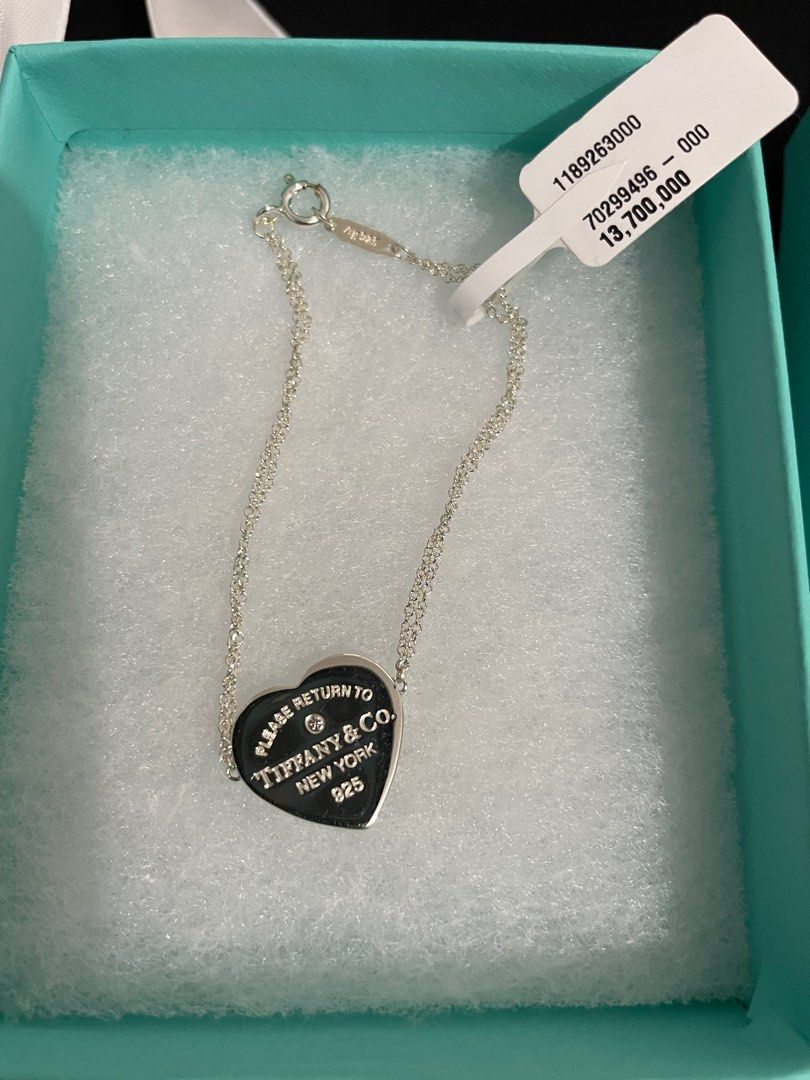 1189263000
70299496 – 000
13,700,000
PLEASE RETURN TO
TIFFANY & CO.
NEW YORK
925